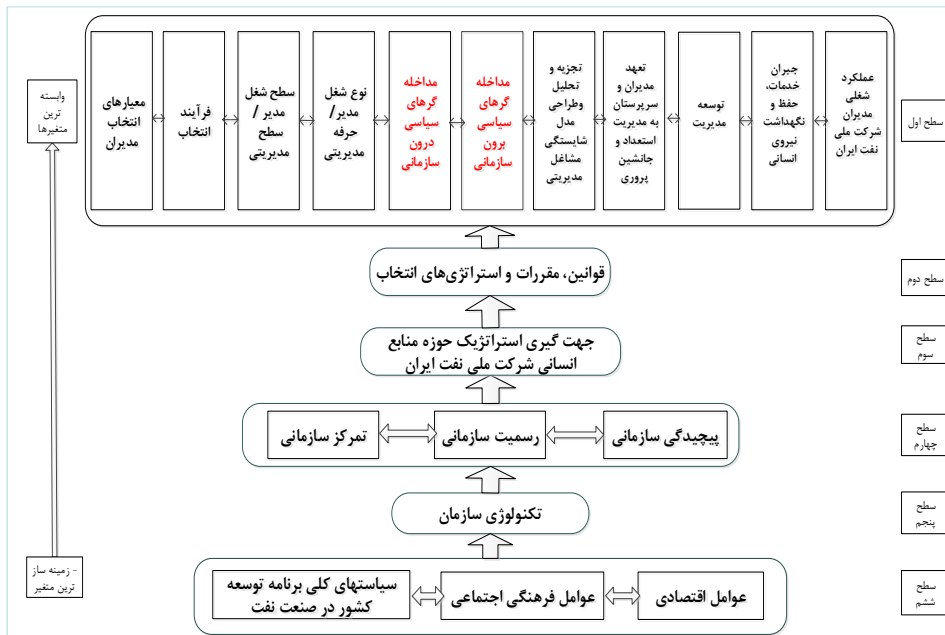 عملکرد
شغلی
مدیران
شرکت ملی
نفت ایران
جبران
خدمات،
حفظ و
نگهداشت
نیروی
انسانی
توسعه
مدیریت
تعهد
مدیران و
سرپرستان
به مدیریت
استعداد و
جانشین
پروری
تجزیه و
تحلیل
وطراحی
مدل
شایستگی
مشاغل
مدیریتی
مداخله
گرهای
سیاسی
برون
سازمانی
مداخله
گرهای
سیاسی
درون
سازمانی
نوع شغل
مدیر/
حرفه
مدیریتی
سطح شغل
مدیر /
سطح
مدیریتی
فرآیند
انتخاب
معیارهای
انتخاب
مدیران
وابسته
ترین
متغیرها
سطح اول
قوانین، مقررات و استراتژی‌های انتخاب
سطح دوم
جهت گیری استراتژیک حوزه منابع
انسانی شرکت ملی نفت ایران
سطح
سوم
پیچیدگی سازمانی
رسمیت سازمانی
تمرکز سازمانی
سطح
چهارم
تکنولوژی سازمان
سطح
پنجم
عوامل اقتصادی
عوامل فرهنگی اجتماعی
سیاستهای کلی برنامه توسعه
کشور در صنعت نفت
سطح
ششم
- زمینه ساز
ترین متغیر